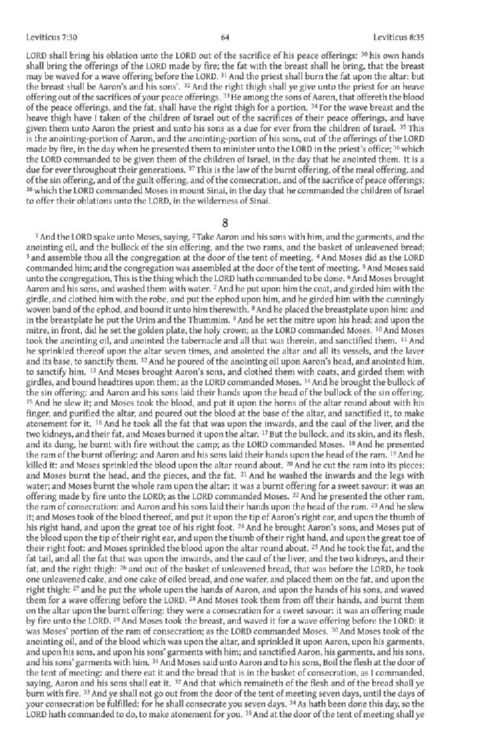 Leviticus 7:30 64 Leviticus 8:35
LORD shall bring his oblation unto the LORD out of the sacrifice of his peace offerings: 30 his own hands
shall bring the offerings of the LORD made by fire; the fat with the breast shall he bring, that the breast
may be waved for a wave offering before the LORD. 31 And the priest shall burn the fat upon the altar: but
the breast shall be Aaron's and his sons'. 32 And the right thigh shall ye give unto the priest for an heave
offering out of the sacrifices of your peace offerings. 33 He among the sons of Aaron, that offereth the blood
of the peace offerings, and the fat, shall have the right thigh for a portion. 34 For the wave breast and the
heave thigh have I taken of the children of Israel out of the sacrifices of their peace offerings, and have
given them unto Aaron the priest and unto his sons as a due for ever from the children of Israel. 35 This
is the anointing-portion of Aaron, and the anointing-portion of his sons, out of the offerings of the LORD
made by fire, in the day when he presented them to minister unto the LORD in the priest's office; 36 which
the LORD commanded to be given them of the children of Israel, in the day that he anointed them. It is a
due for ever throughout their generations. 37 This is the law of the burnt offering, of the meal offering, and
of the sin offering, and of the guilt offering, and of the consecration, and of the sacrifice of peace offerings;
38 which the LORD commanded Moses in mount Sinai, in the day that he commanded the children of Israel
to offer their oblations unto the LORD, in the wilderness of Sinai.
8
1 And the LORD spake unto Moses, saying, 2 Take Aaron and his sons with him, and the garments, and the
anointing oil, and the bullock of the sin offering, and the two rams, and the basket of unleavened bread;
3 and assemble thou all the congregation at the door of the tent of meeting. 4 And Moses did as the LORD
commanded him; and the congregation was assembled at the door of the tent of meeting. 5 And Moses said
unto the congregation, This is the thing which the LORD hath commanded to be done. 6 And Moses brought
Aaron and his sons, and washed them with water. 7 And he put upon him the coat, and girded him with the
girdle, and clothed him with the robe, and put the ephod upon him, and he girded him with the cunningly
woven band of the ephod, and bound it unto him therewith. 8 And he placed the breastplate upon him: and
in the breastplate he put the Urim and the Thummim. 9 And he set the mitre upon his head; and upon the
mitre, in front, did he set the golden plate, the holy crown; as the LORD commanded Moses. 10 And Moses
took the anointing oil, and anointed the tabernacle and all that was therein, and sanctified them. 11 And
he sprinkled thereof upon the altar seven times, and anointed the altar and all its vessels, and the laver
and its base, to sanctify them. 12 And he poured of the anointing oil upon Aaron's head, and anointed him,
to sanctify him. 13 And Moses brought Aaron's sons, and clothed them with coats, and girded them with
girdles, and bound headtires upon them; as the LORD commanded Moses. 14 And he brought the bullock of
the sin offering: and Aaron and his sons laid their hands upon the head of the bullock of the sin offering.
15 And he slew it; and Moses took the blood, and put it upon the horns of the altar round about with his
finger, and purified the altar, and poured out the blood at the base of the altar, and sanctified it, to make
atonement for it. 16 And he took all the fat that was upon the inwards, and the caul of the liver, and the
two kidneys, and their fat, and Moses burned it upon the altar. 17 But the bullock, and its skin, and its flesh,
and its dung, he burnt with fire without the camp; as the LORD commanded Moses. 18 And he presented
the ram of the burnt offering: and Aaron and his sons laid their hands upon the head of the ram. 19 And he
killed it: and Moses sprinkled the blood upon the altar round about. 20 And he cut the ram into its pieces;
and Moses burnt the head, and the pieces, and the fat. 21 And he washed the inwards and the legs with
water; and Moses burnt the whole ram upon the altar: it was a burnt offering for a sweet savour: it was an
offering made by fire unto the LORD; as the LORD commanded Moses. 22 And he presented the other ram,
the ram of consecration: and Aaron and his sons laid their hands upon the head of the ram. 23 And he slew
it; and Moses took of the blood thereof, and put it upon the tip of Aaron's right ear, and upon the thumb of
his right hand, and upon the great toe of his right foot. 24 And he brought Aaron's sons, and Moses put of
the blood upon the tip of their right ear, and upon the thumb of their right hand, and upon the great toe of
their right foot: and Moses sprinkled the blood upon the altar round about. 25 And he took the fat, and the
fat tail, and all the fat that was upon the inwards, and the caul of the liver, and the two kidneys, and their
fat, and the right thigh: 26 and out of the basket of unleavened bread, that was before the LORD, he took
one unleavened cake, and one cake of oiled bread, and one wafer, and placed them on the fat, and upon the
right thigh: 27 and he put the whole upon the hands of Aaron, and upon the hands of his sons, and waved
them for a wave offering before the LORD. 28 And Moses took them from off their hands, and burnt them
on the altar upon the burnt offering: they were a consecration for a sweet savour: it was an offering made
by fire unto the LORD. 29 And Moses took the breast, and waved it for a wave offering before the LORD: it
was Moses' portion of the ram of consecration; as the LORD commanded Moses. 30 And Moses took of the
anointing oil, and of the blood which was upon the altar, and sprinkled it upon Aaron, upon his garments,
and upon his sons, and upon his sons' garments with him; and sanctified Aaron, his garments, and his sons,
and his sons' garments with him. 31 And Moses said unto Aaron and to his sons, Boil the flesh at the door of
the tent of meeting: and there eat it and the bread that is in the basket of consecration, as I commanded,
saying, Aaron and his sons shall eat it. 32 And that which remaineth of the flesh and of the bread shall ye
burn with fire. 33 And ye shall not go out from the door of the tent of meeting seven days, until the days of
your consecration be fulfilled: for he shall consecrate you seven days. 34 As hath been done this day, so the
LORD hath commanded to do, to make atonement for you. 35 And at the door of the tent of meeting shall ye